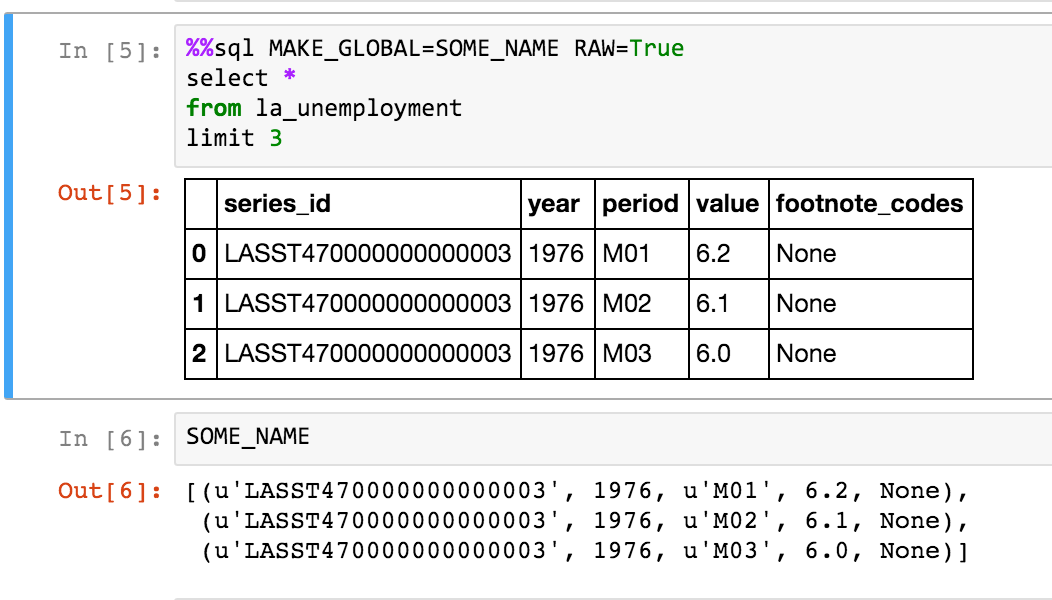 In [5]: %%sql MAKE_GLOBAL=SOME_NAME RAW=True
select *
from la_unemployment
limit 3
Out[5]:
series_id year period value footnote_codes
0 LASST470000000000003 1976 M01 6.2 None
1 LASST470000000000003 1976 M02 6.1 None
2 LASST470000000000003 1976 M03 6.0 None
In [6]: SOME_NAME
Out[6]: [(u'LASST470000000000003', 1976, u'M01', 6.2, None),
(u'LASST470000000000003', 1976, u'M02', 6.1, None),
(u'LASST470000000000003', 1976, u'M03', 6.0, None)]